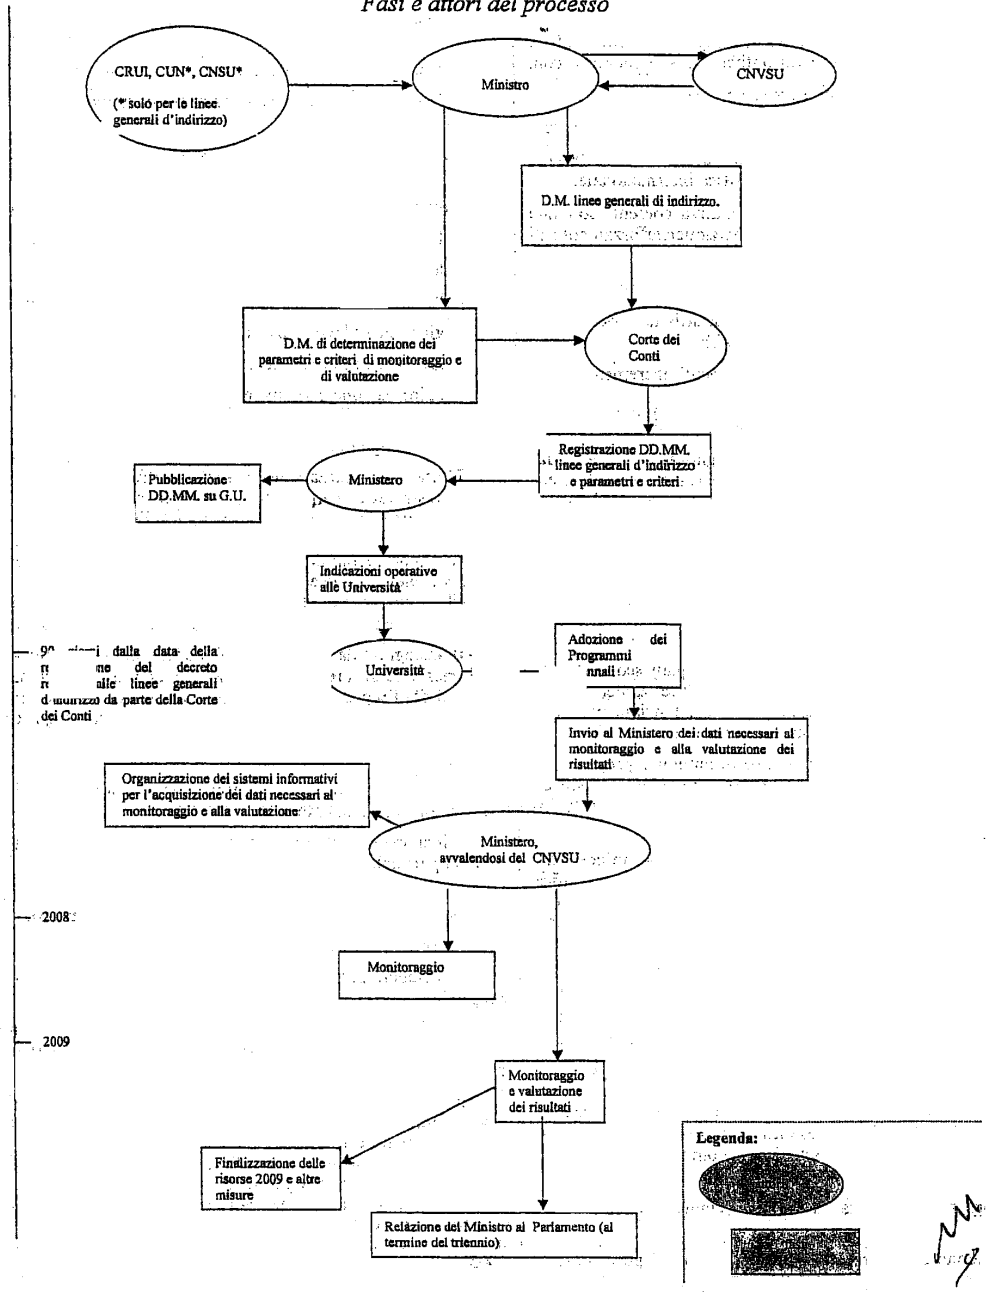 Fasi e attori del processo
CRUI, CUN*, CNSU*
(* solo per le linee
generali d'indirizzo)
Ministro
CNVSU
D.M. linee generali di indirizzo.
D.M. di determinazione dei
parametri e criteri di monitoraggio e
di valutazione
Corte dei
Conti
Registrazione DD.MM.
linee generali d'indirizzo
e parametri e criteri
Ministero
Pubblicazione
DD.MM. su G.U.
Indicazioni operative
alle Università
Università
Adozione dei
Programmi
dalla data della
del decreto
alle linee generali
da parte della Corte
dei Conti
Invio al Ministero dei dati necessari al
monitoraggio e alla valutazione dei
risultati
Organizzazione dei sistemi informativi
per l'acquisizione dei dati necessari al
monitoraggio e alla valutazione
Ministero,
avvalendosi del CNVSU
2008
Monitoraggio
2009
Monitoraggio
e valutazione
dei risultati
Finalizzazione delle
risorse 2009 e altre
misure
Relazione del Ministro al Parlamento (al
termine del triennio)
Legenda: